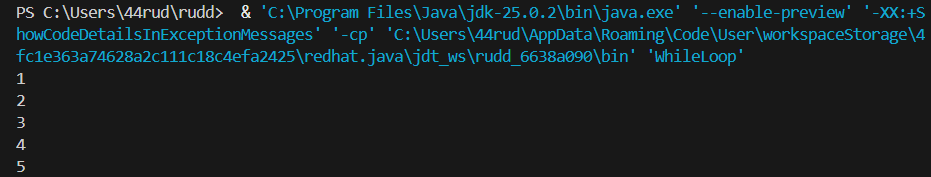 PS C:\Users\44rud\rudd>  & 'C:\Program Files\Java\jdk-25.0.2\bin\java.exe' '--enable-preview' '-XX:+S
howCodeDetailsInExceptionMessages' '-cp' 'C:\Users\44rud\AppData\Roaming\Code\User\workspaceStorage\4
fc1e363a74628a2c111c18c4efa2425\redhat.java\jdt_ws\rudd_6638a090\bin' 'WhileLoop'
1
2
3
4
5